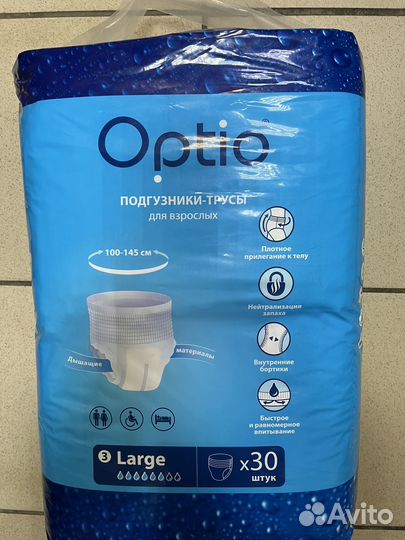 Optio
ПОДГУЗНИКИ-ТРУСЫ
для взрослых
100-145 см
Плотное
прилегание к телу
Нейтрализация
запаха
Дышащие
материалы
Внутренние
бортики
Быстрое
и равномерное
впитывание
3 Large
x30
штук
Avito